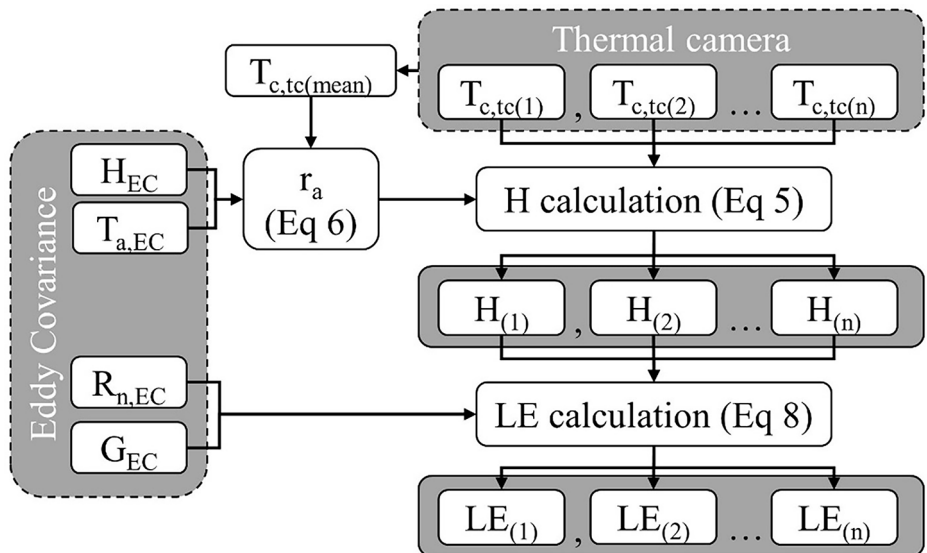 Thermal camera
T_c,tc(mean)
T_c,tc(1) , T_c,tc(2) ... T_c,tc(n)
Eddy Covariance
H_EC
T_a,EC
r_a
(Eq 6)
H calculation (Eq 5)
H_(1) , H_(2) ... H_(n)
R_n,EC
G_EC
LE calculation (Eq 8)
LE_(1) , LE_(2) ... LE_(n)